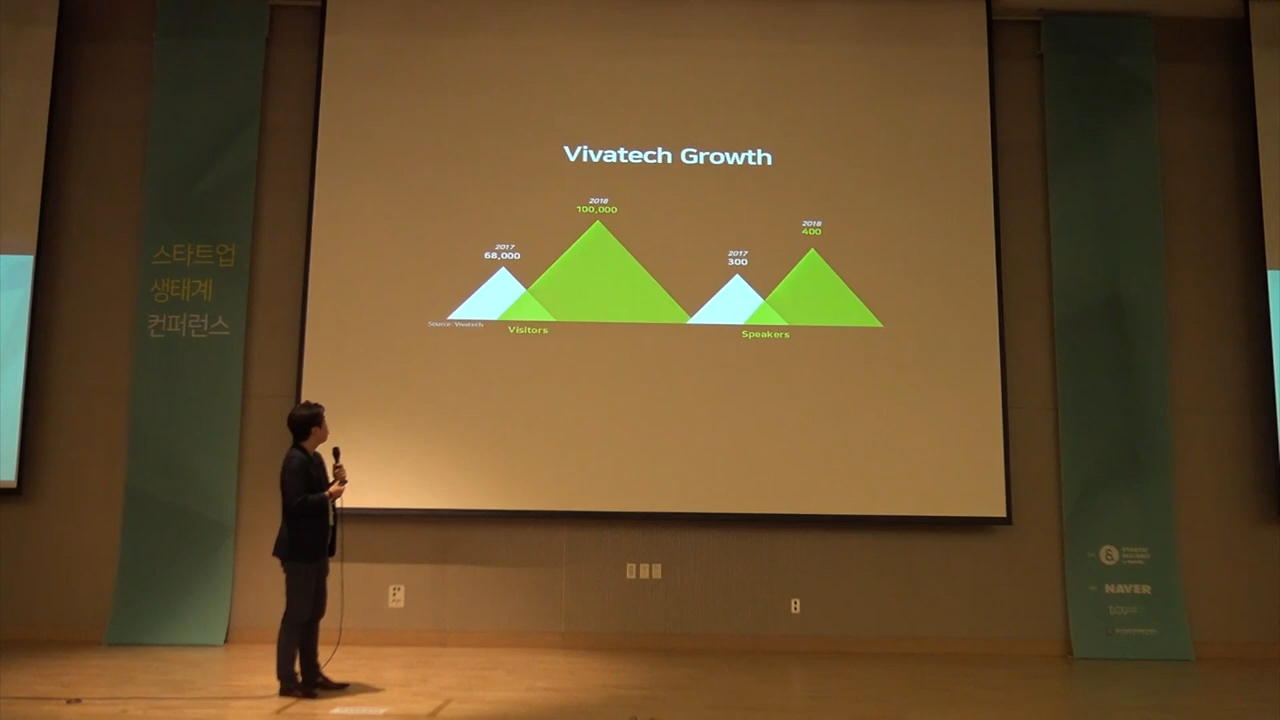 Vivatech Growth
2018
100,000
2017
68,000
2018
400
2017
300
Source: Vivatech
Visitors
Speakers
스타트업
생태계
컨퍼런스
NAVER